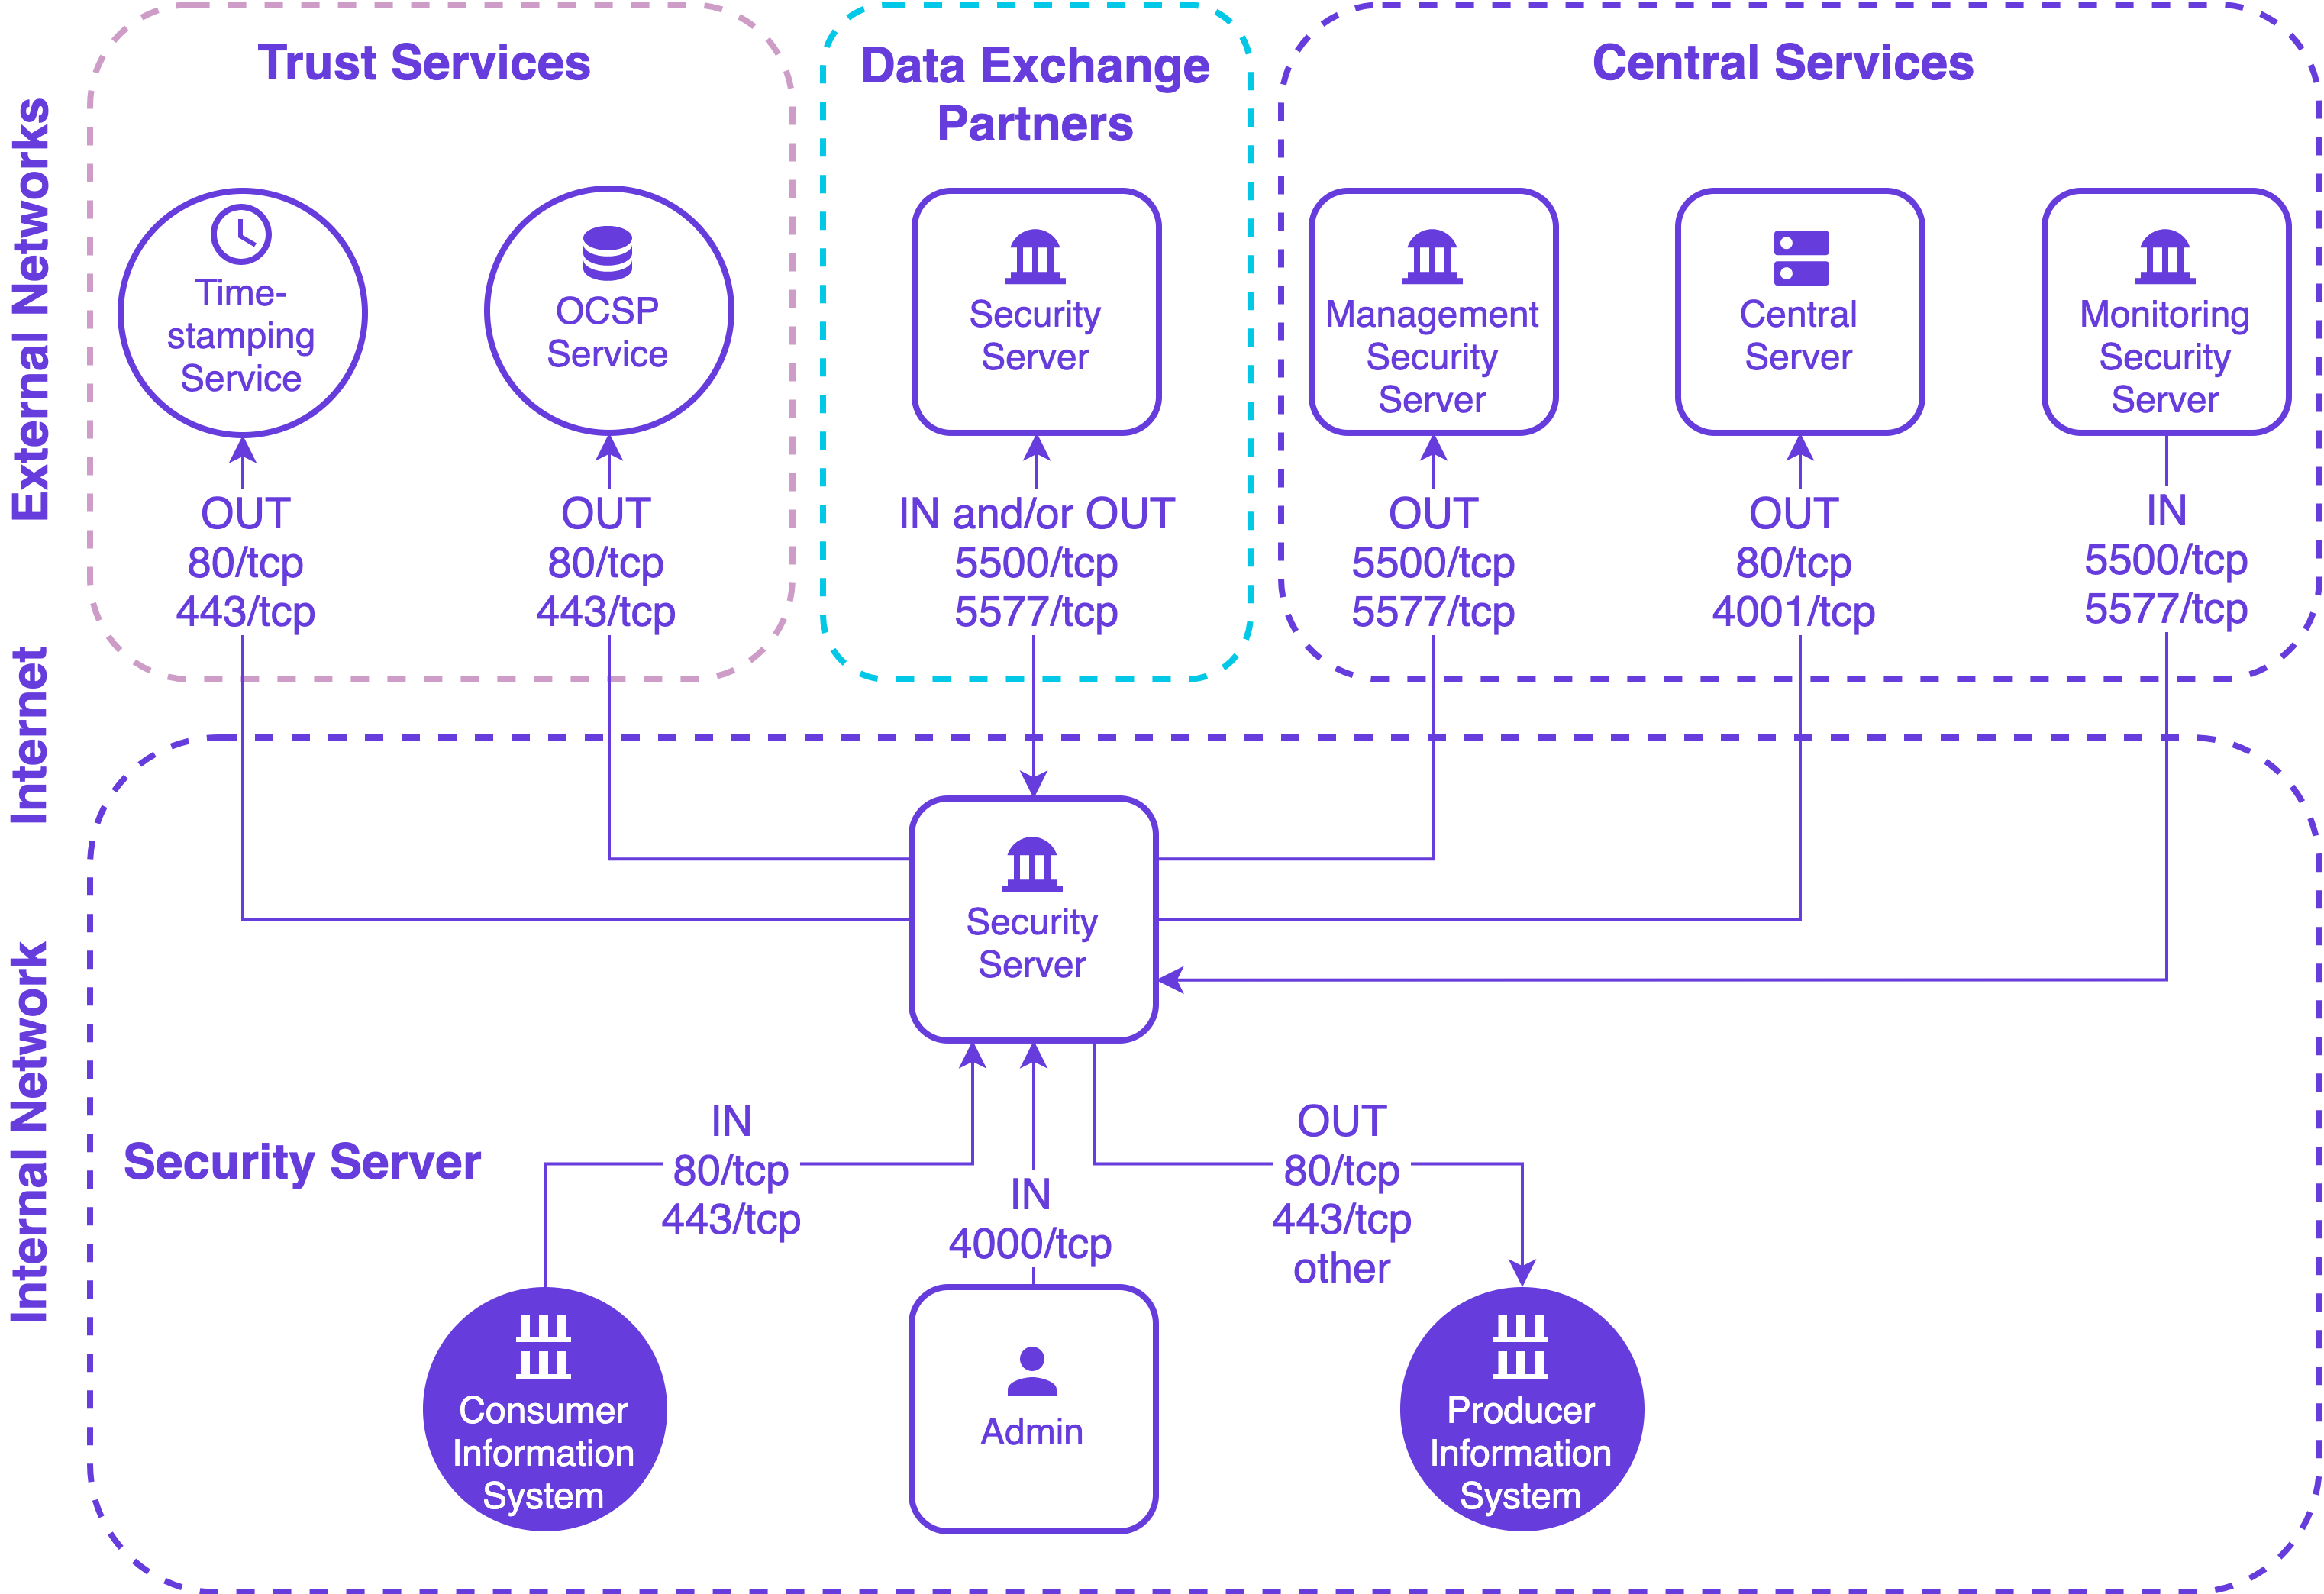 Trust Services
Data Exchange
Partners
Central Services
External Networks
Internet
Internal Network
Time-
stamping
Service
OCSP
Service
Security
Server
Management
Security
Server
Central
Server
Monitoring
Security
Server
OUT
80/tcp
443/tcp
OUT
80/tcp
443/tcp
IN and/or OUT
5500/tcp
5577/tcp
OUT
5500/tcp
5577/tcp
OUT
80/tcp
4001/tcp
IN
5500/tcp
5577/tcp
Security
Server
Security Server
IN
80/tcp
443/tcp
IN
4000/tcp
OUT
80/tcp
443/tcp
other
Consumer
Information
System
Admin
Producer
Information
System